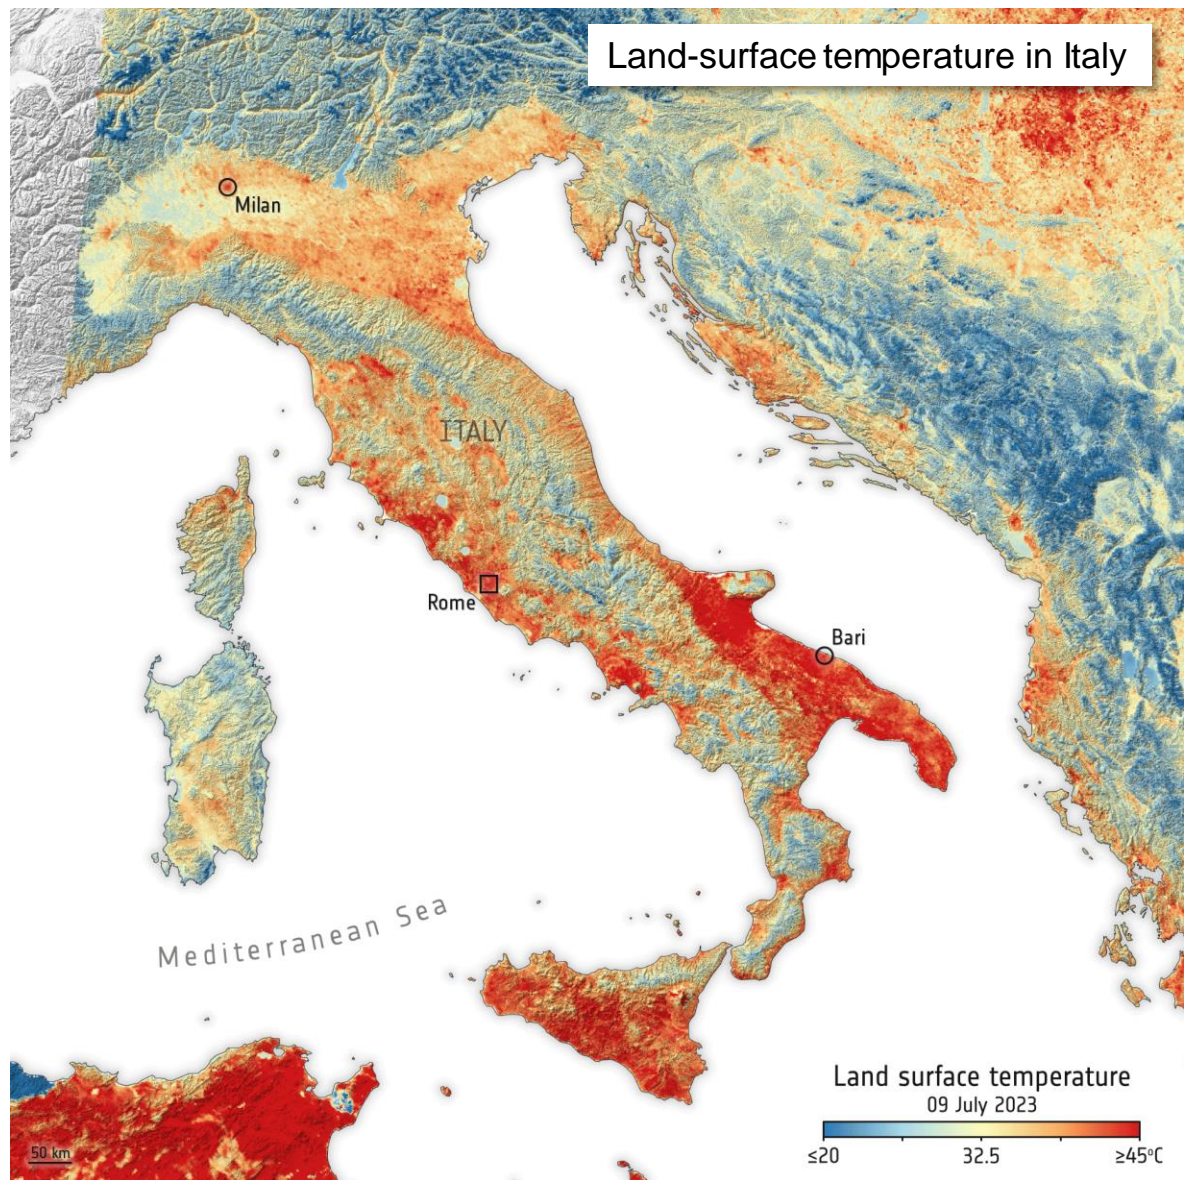 Land-surface temperature in Italy
Milan
ITALY
Rome
Bari
Mediterranean Sea
Land surface temperature
09 July 2023
≤20 32.5 ≥45°C
50 km